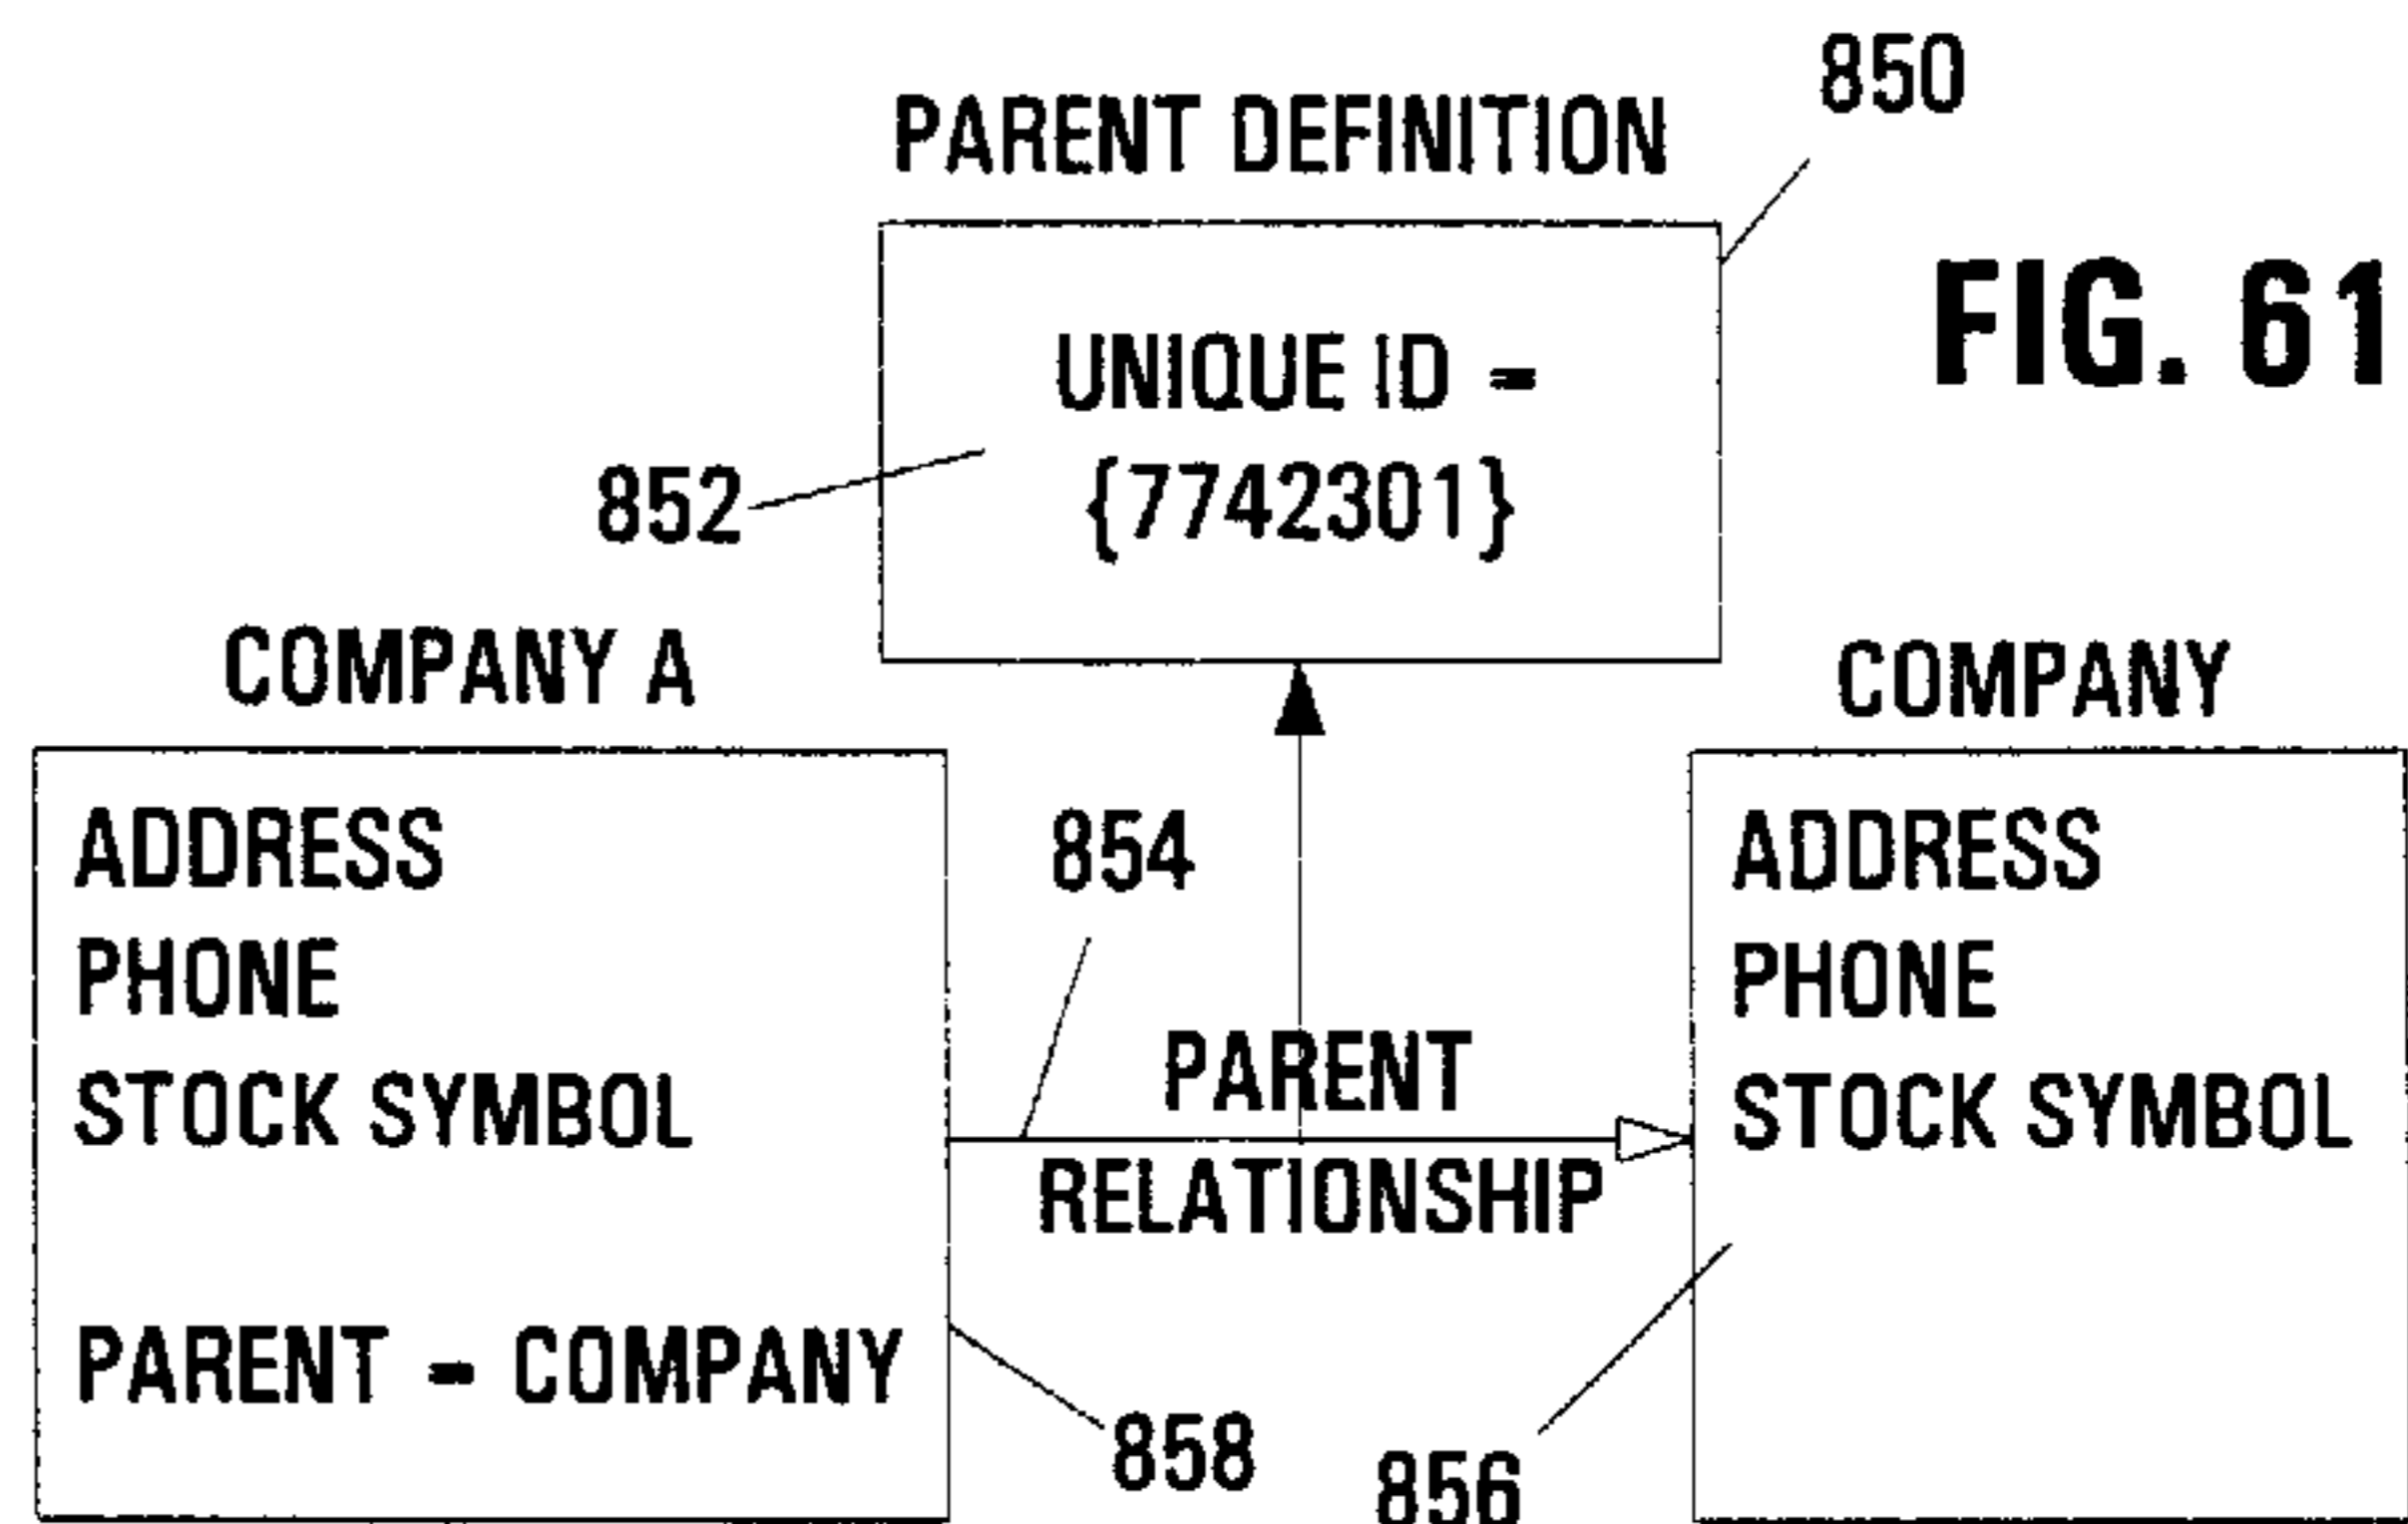 850
PARENT DEFINITION
FIG. 61
UNIQUE ID =
{7742301}
852
COMPANY A
COMPANY
ADDRESS
PHONE
STOCK SYMBOL
PARENT = COMPANY
854
PARENT
RELATIONSHIP
ADDRESS
PHONE
STOCK SYMBOL
858
856